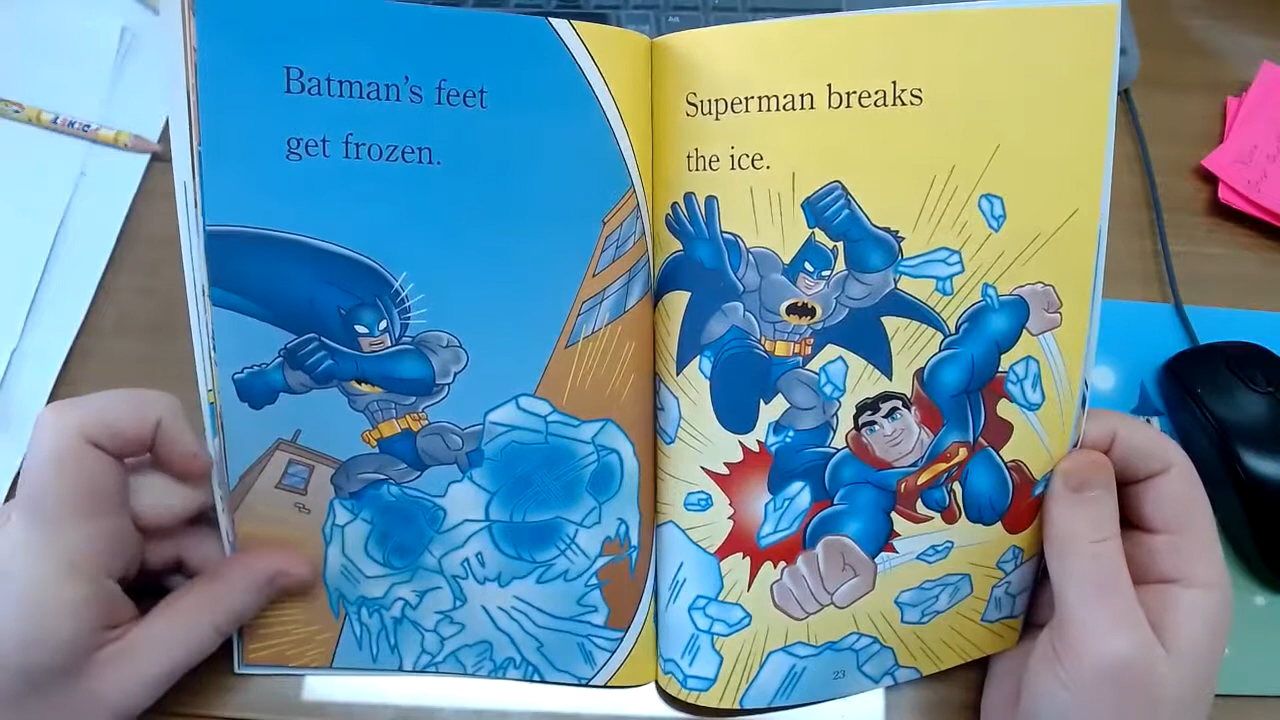 Batman's feet
get frozen.
Superman breaks
the ice.
23